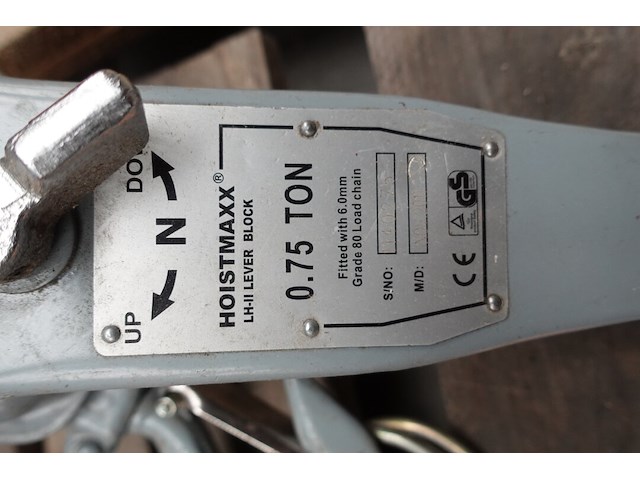 UP N DO
HOISTMAXX®
LH-II LEVER BLOCK
0.75 TON
Fitted with 6.0mm
Grade 80 Load chain
S/NO:
M/D:
GS
CE